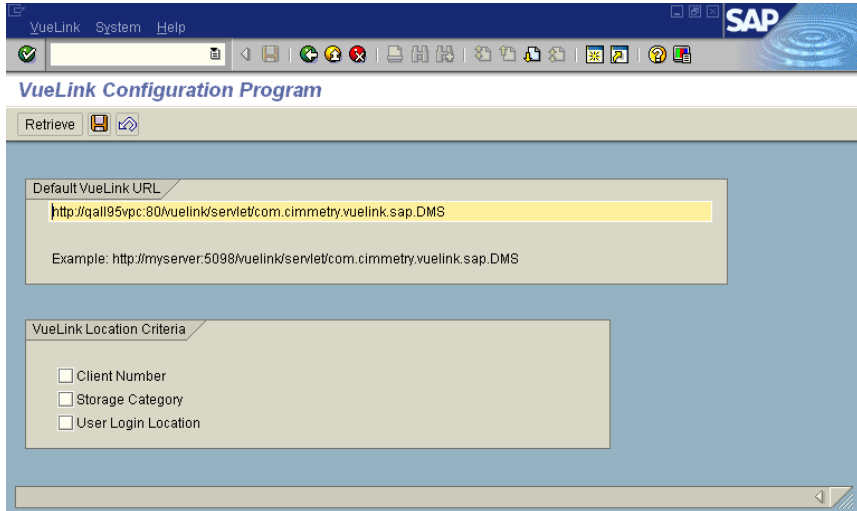 VueLink System Help
SAP
VueLink Configuration Program
Retrieve
Default VueLink URL
http://qall95vpc:80/vuelink/servlet/com.cimmetry.vuelink.sap.DMS
Example: http://myserver:5098/vuelink/servlet/com.cimmetry.vuelink.sap.DMS
VueLink Location Criteria
Client Number
Storage Category
User Login Location